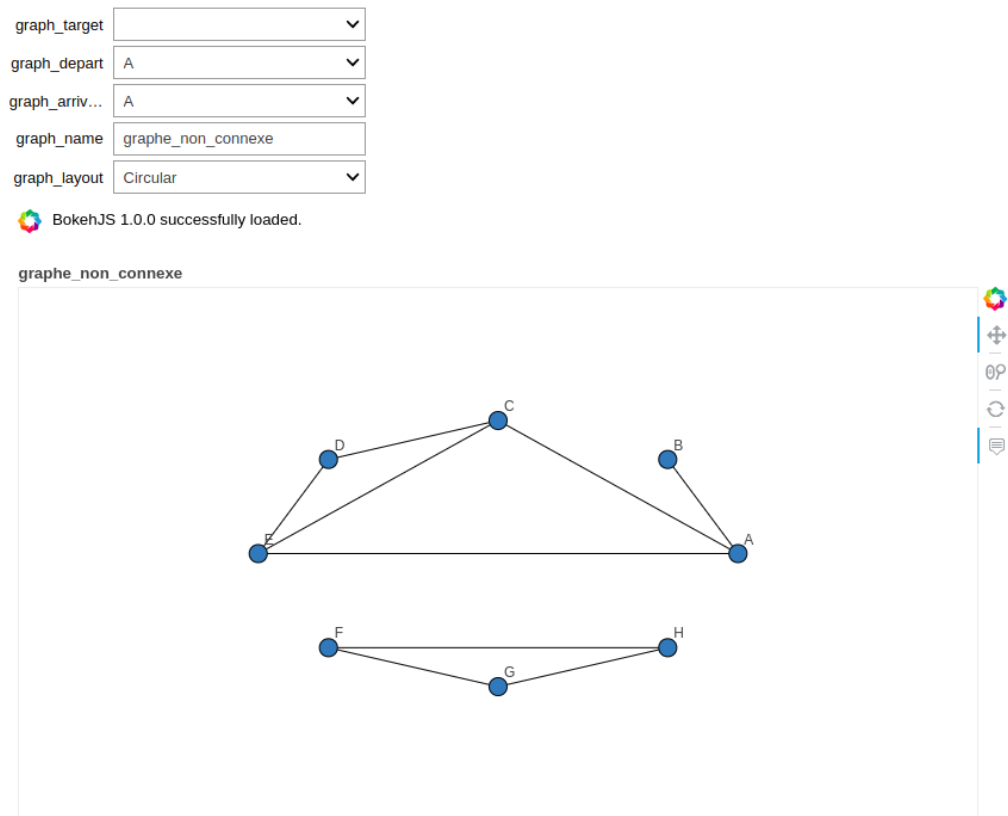 graph_target
graph_depart A
graph_arriv... A
graph_name graphe_non_connexe
graph_layout Circular
BokehJS 1.0.0 successfully loaded.
graphe_non_connexe
C
D
B
E
A
F
H
G